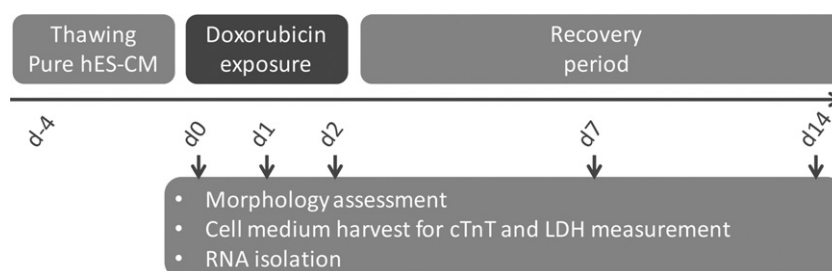 Thawing
Pure hES-CM
Doxorubicin
exposure
Recovery
period
d-4
d0
d1
d2
d7
d14
• Morphology assessment
• Cell medium harvest for cTnT and LDH measurement
• RNA isolation